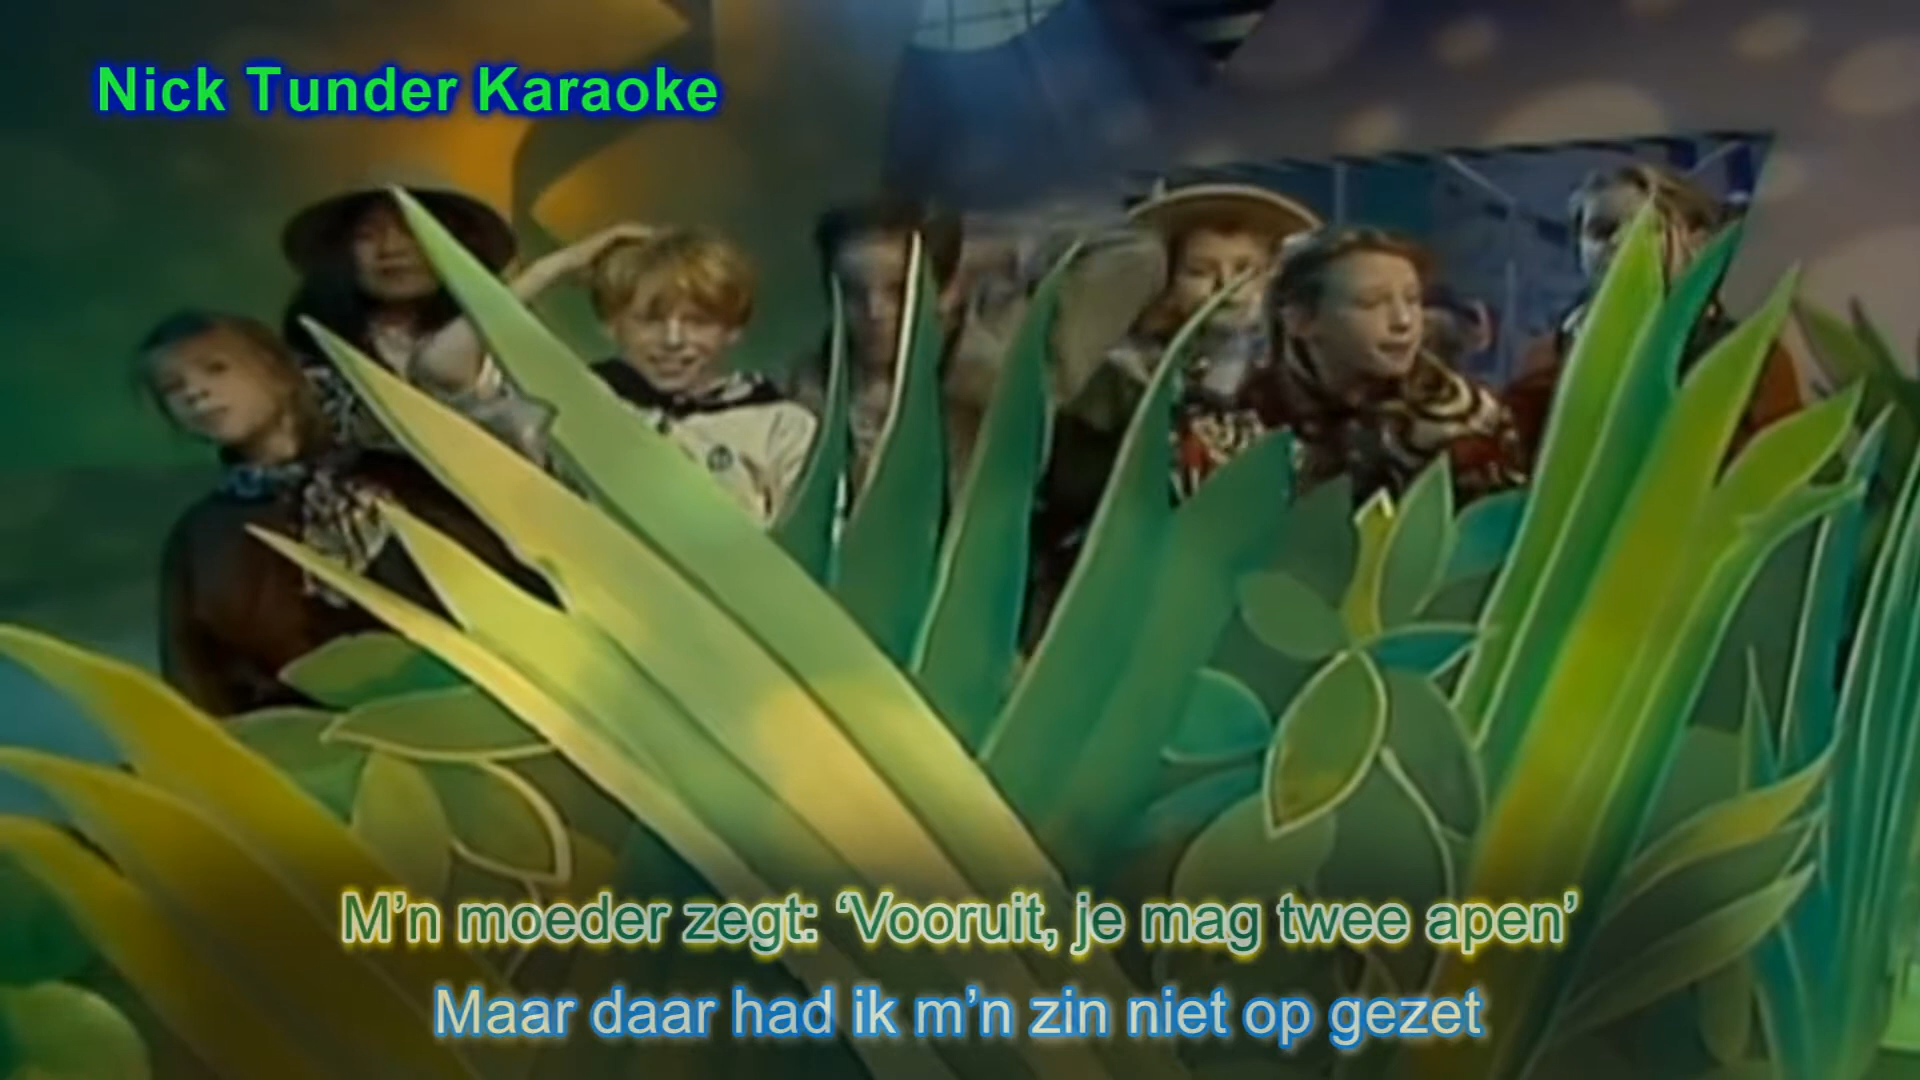 Nick Tunder Karaoke
M’n moeder zegt: ‘Vooruit, je mag twee apen’
Maar daar had ik m’n zin niet op gezet